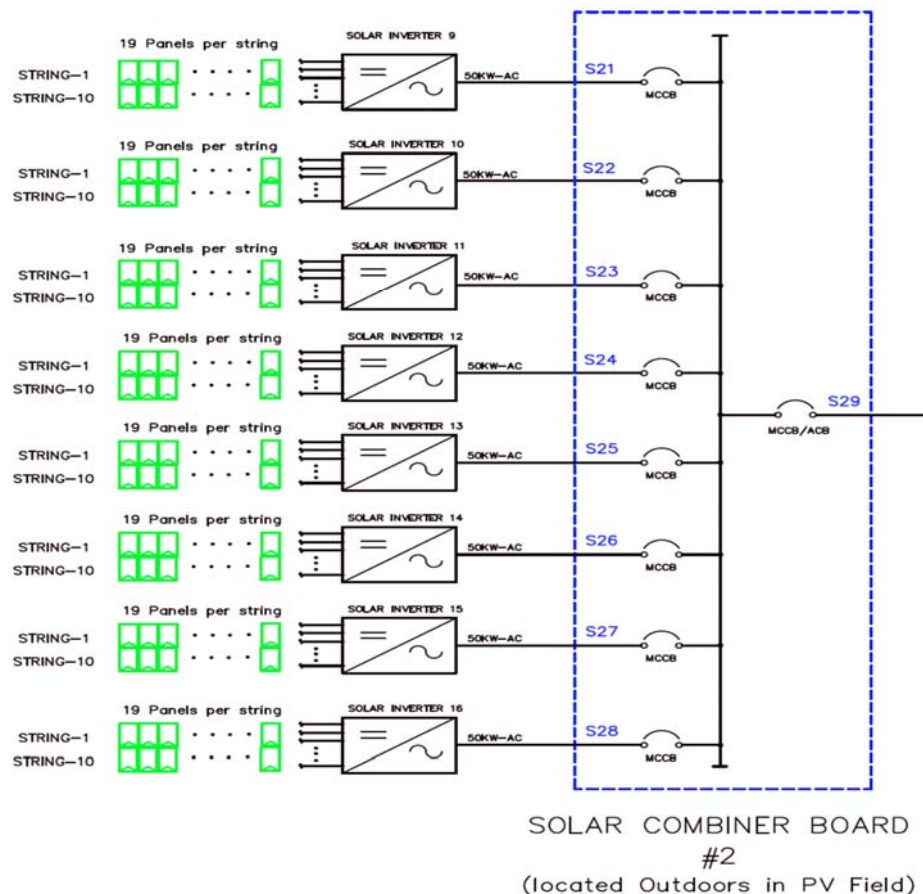 SOLAR INVERTER 9
19 Panels per string
STRING-1
STRING-10
50KW-AC
S21
MCCB
SOLAR INVERTER 10
19 Panels per string
STRING-1
STRING-10
50KW-AC
S22
MCCB
SOLAR INVERTER 11
19 Panels per string
STRING-1
STRING-10
50KW-AC
S23
MCCB
SOLAR INVERTER 12
19 Panels per string
STRING-1
STRING-10
50KW-AC
S24
MCCB
S29
MCCB/ACB
SOLAR INVERTER 13
19 Panels per string
STRING-1
STRING-10
50KW-AC
S25
MCCB
SOLAR INVERTER 14
19 Panels per string
STRING-1
STRING-10
50KW-AC
S26
MCCB
SOLAR INVERTER 15
19 Panels per string
STRING-1
STRING-10
50KW-AC
S27
MCCB
SOLAR INVERTER 16
19 Panels per string
STRING-1
STRING-10
50KW-AC
S28
MCCB
SOLAR COMBINER BOARD
#2
(located Outdoors in PV Field)